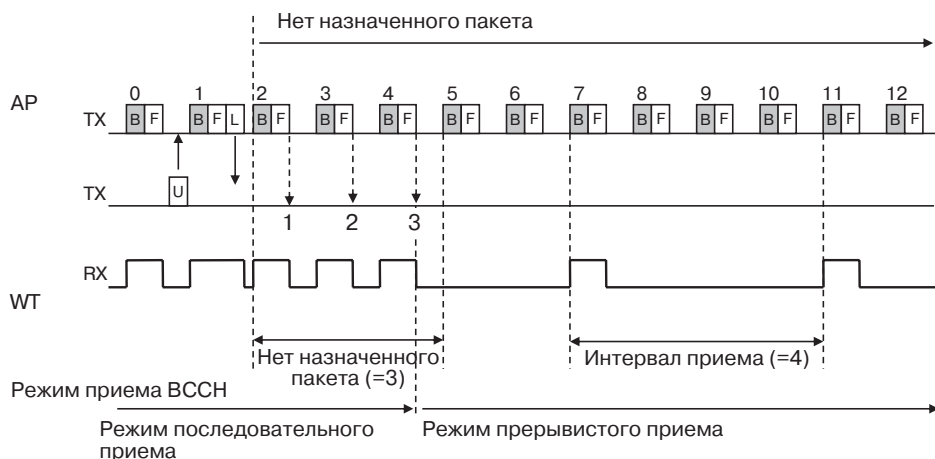 Нет назначенного пакета
0 1 2 3 4 5 6 7 8 9 10 11 12
AP
TX B F B F L B F B F B F B F B F B F B F B F B F B F B F
U
TX
1 2 3
RX
WT
Нет назначенного
пакета (=3)
Интервал приема (=4)
Режим приема BCCH
Режим последовательного
приема
Режим прерывистого приема